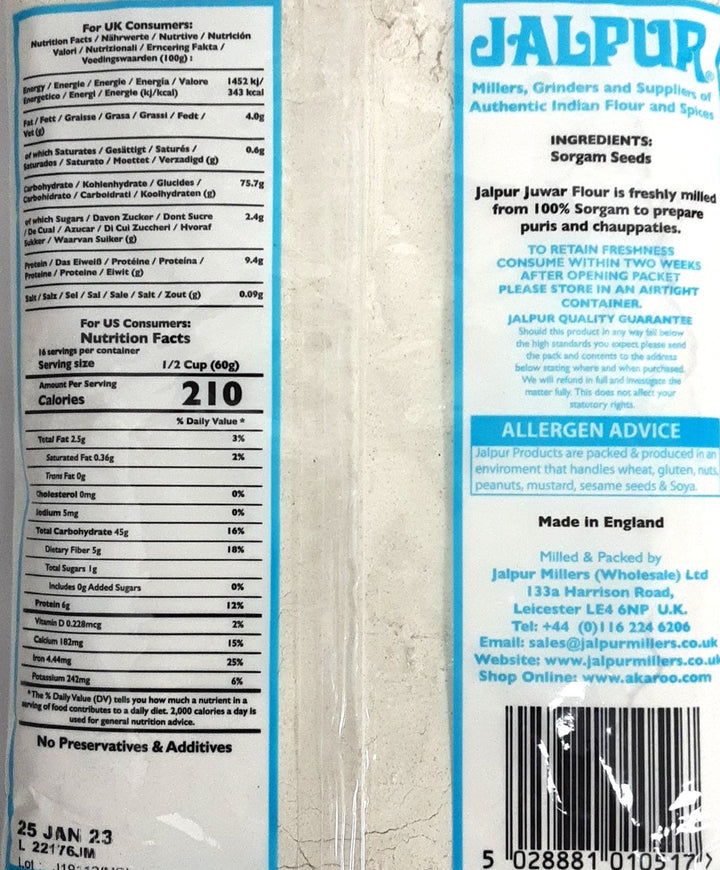 For UK Consumers:
Nutrition Facts / Nährwerte / Nutrtive / Nutrición
Valori / Nutrizionali / Erncering Fakta /
Voedingswaarden (100g) :
Energy / Energie / Energie / Energia / Valore 1452 kj/
Energetico / Energi / Energie (kj/kcal) 343 kcal
Fat / Fett / Graisse / Grasa / Grassi / Fedt / 4.0g
Vet (g)
of which Saturates / Gesättigt / Saturés / 0.6g
Saturados / Saturato / Moettet / Verzadigd (g)
Carbohydrate / Kohlenhydrate / Glucides / 75.7g
Carbohidrato / Carboidrati / Koolhydraten (g)
of which Sugars / Davon Zucker / Dont Sucre 2.4g
/ De Cual / Azucar / Di Cui Zuccheri / Hvoraf
Sukker / Waarvan Suiker (g)
Protein / Das Eiweiß / Protéine / Proteína / 9.4g
Proteine / Proteine / Eiwit (g)
Salt / Salz / Sel / Sal / Sale / Salt / Zout (g) 0.09g
For US Consumers:
Nutrition Facts
16 servings per container
Serving size 1/2 Cup (60g)
Amount Per Serving
Calories 210
% Daily Value *
Total Fat 2.5g 3%
Saturated Fat 0.36g 2%
Trans Fat 0g
Cholesterol 0mg 0%
Sodium 5mg 0%
Total Carbohydrate 45g 16%
Dietary Fiber 5g 18%
Total Sugars 1g
Includes 0g Added Sugars 0%
Protein 6g 12%
Vitamin D 0.228mcg 2%
Calcium 182mg 15%
Iron 4.44mg 25%
Potassium 242mg 6%
*The % Daily Value (DV) tells you how much a nutrient in a
serving of food contributes to a daily diet. 2,000 calories a day is
used for general nutrition advice.
No Preservatives & Additives
25 JAN 23
L 22176JM
Lot :
JALPUR®
Millers, Grinders and Suppliers of
Authentic Indian Flour and Spices
INGREDIENTS:
Sorgam Seeds
Jalpur Juwar Flour is freshly milled
from 100% Sorgam to prepare
puris and chauppaties.
TO RETAIN FRESHNESS
CONSUME WITHIN TWO WEEKS
AFTER OPENING PACKET
PLEASE STORE IN AN AIRTIGHT
CONTAINER.
JALPUR QUALITY GUARANTEE
Should this product in any way fall below
the high standards you expect please send
the pack and contents to the address
below stating where and when purchased.
We will refund in full and investigate the
matter fully. This does not affect your
statutory rights.
ALLERGEN ADVICE
Jalpur Products are packed & produced in an
enviroment that handles wheat, gluten, nuts,
peanuts, mustard, sesame seeds & Soya.
Made in England
Milled & Packed by
Jalpur Millers (Wholesale) Ltd
133a Harrison Road,
Leicester LE4 6NP U.K.
Tel: +44 (0)116 224 6206
Email: sales@jalpurmillers.co.uk
Website: www.jalpurmillers.co.uk
Shop Online: www.akaroo.com
5 028881 010517 >